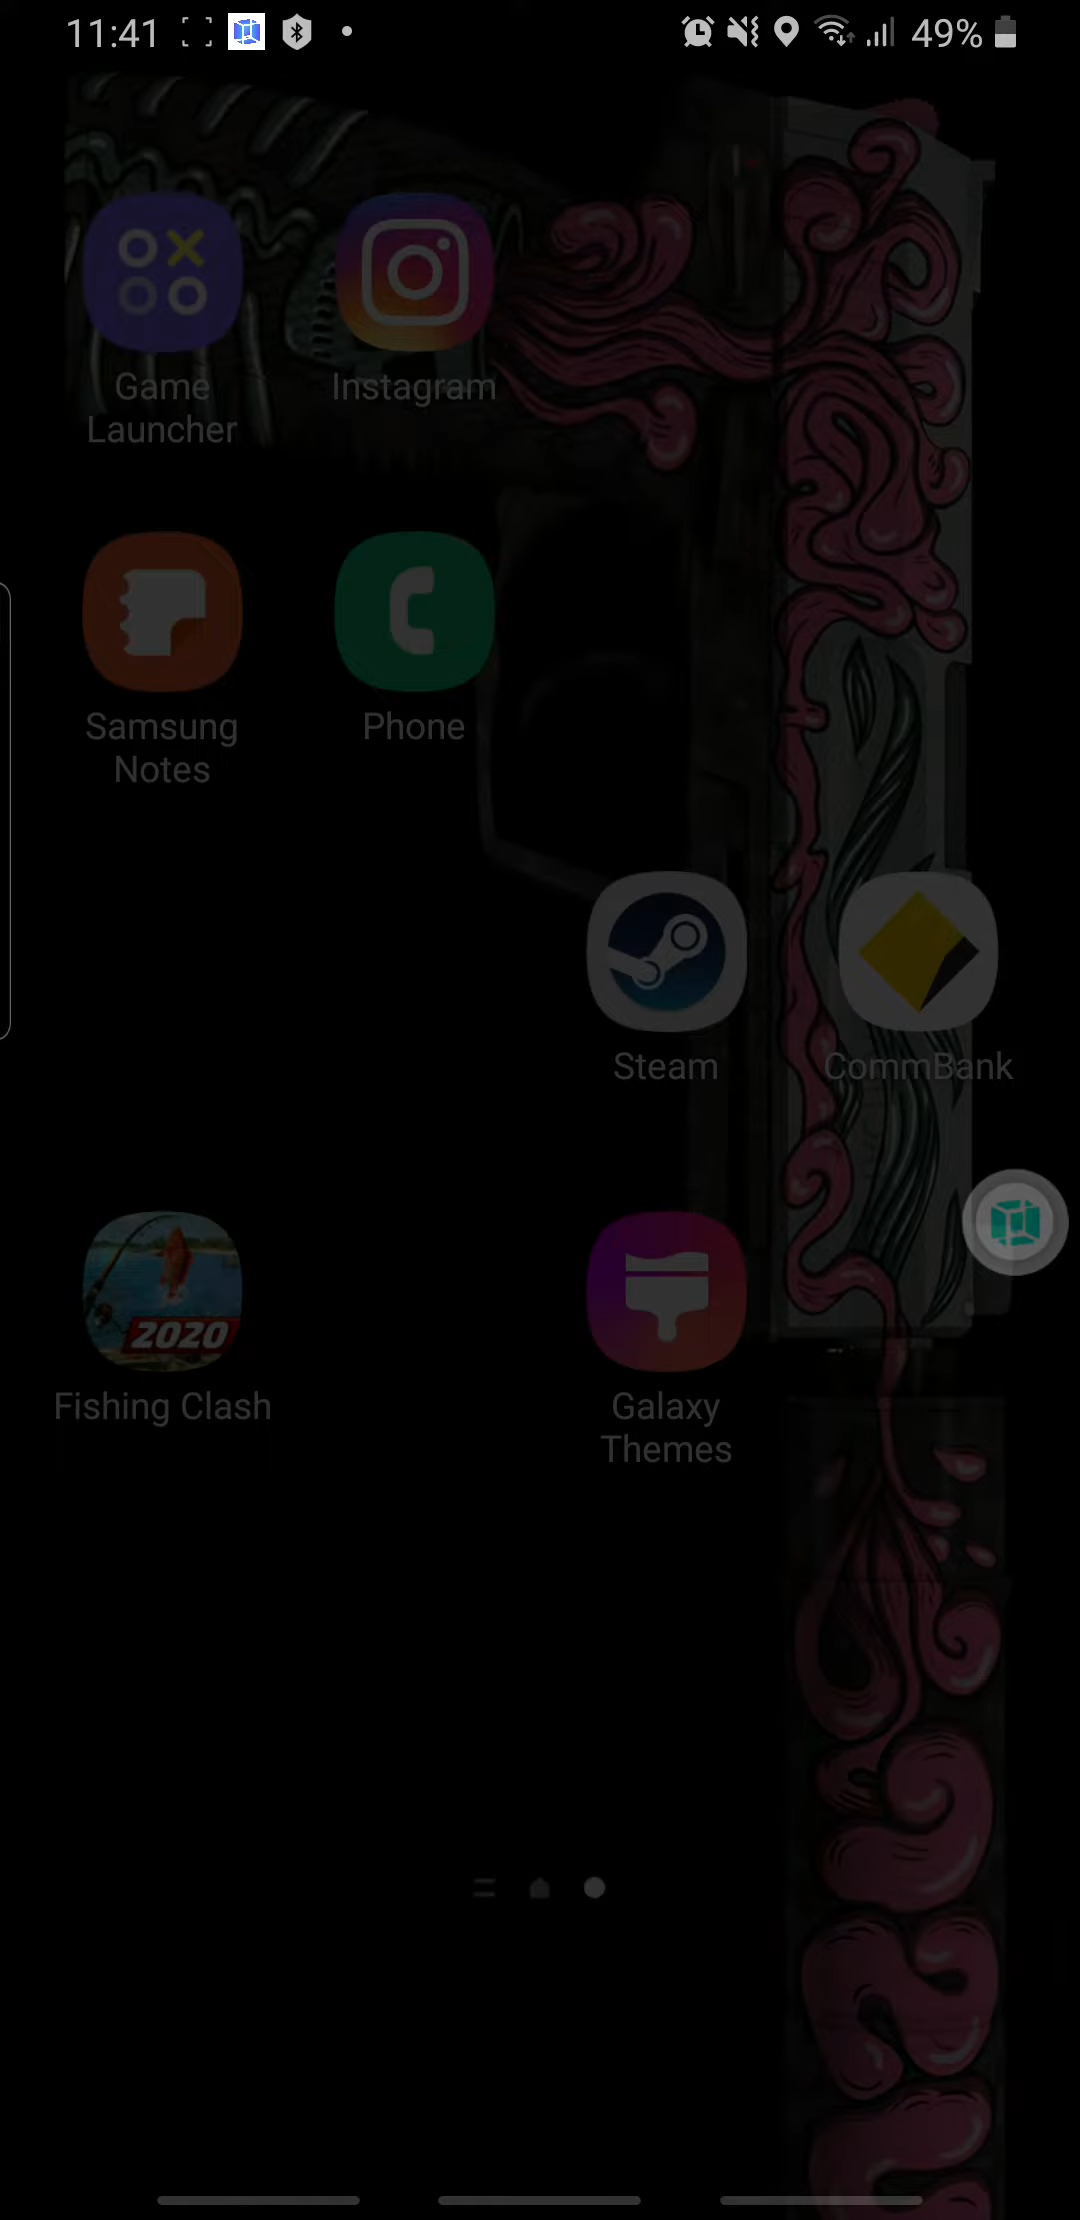 11:41
49%
Game
Launcher
Instagram
Samsung
Notes
Phone
Steam
CommBank
2020
Fishing Clash
Galaxy
Themes